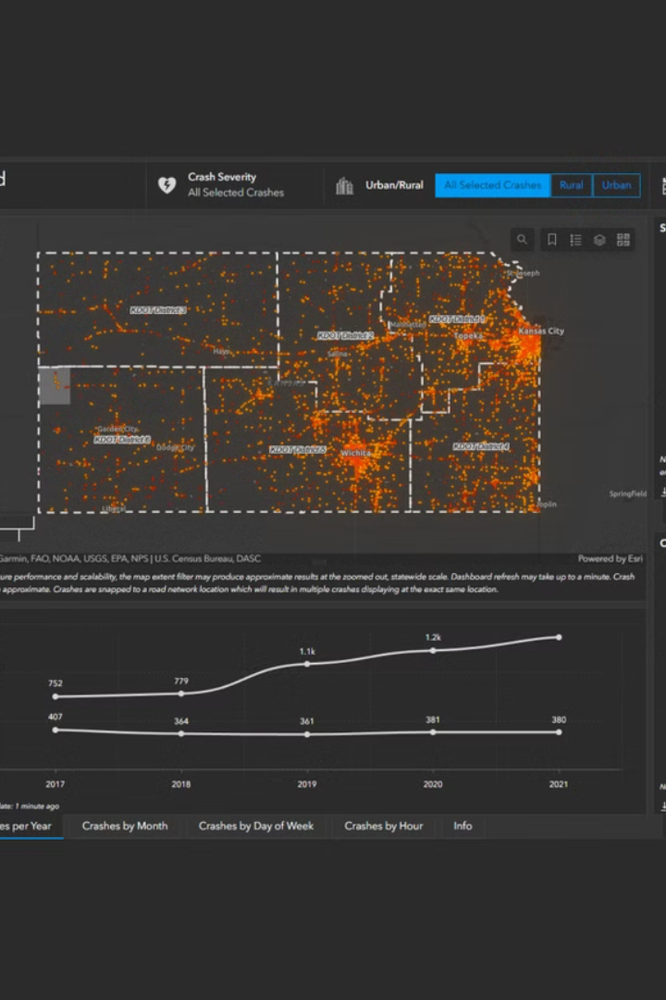 d
Crash Severity
All Selected Crashes
Urban/Rural
All Selected Crashes
Rural
Urban
S
St Joseph
KDOT District 3
KDOT District 1
Manhattan
KDOT District 2
Topeka
Kansas City
Hays
Salina
KANSAS
Garden City
KDOT District 6
Dodge City
KDOT District 5
Wichita
KDOT District 4
Liberal
Joplin
Springfield
Garmin, FAO, NOAA, USGS, EPA, NPS | U.S. Census Bureau, DASC
Powered by Esri
ure performance and scalability, the map extent filter may produce approximate results at the zoomed out, statewide scale. Dashboard refresh may take up to a minute. Crash
approximate. Crashes are snapped to a road network location which will result in multiple crashes displaying at the exact same location.
752
779
1.1k
1.2k
407
364
361
381
380
2017
2018
2019
2020
2021
late: 1 minute ago
es per Year
Crashes by Month
Crashes by Day of Week
Crashes by Hour
Info